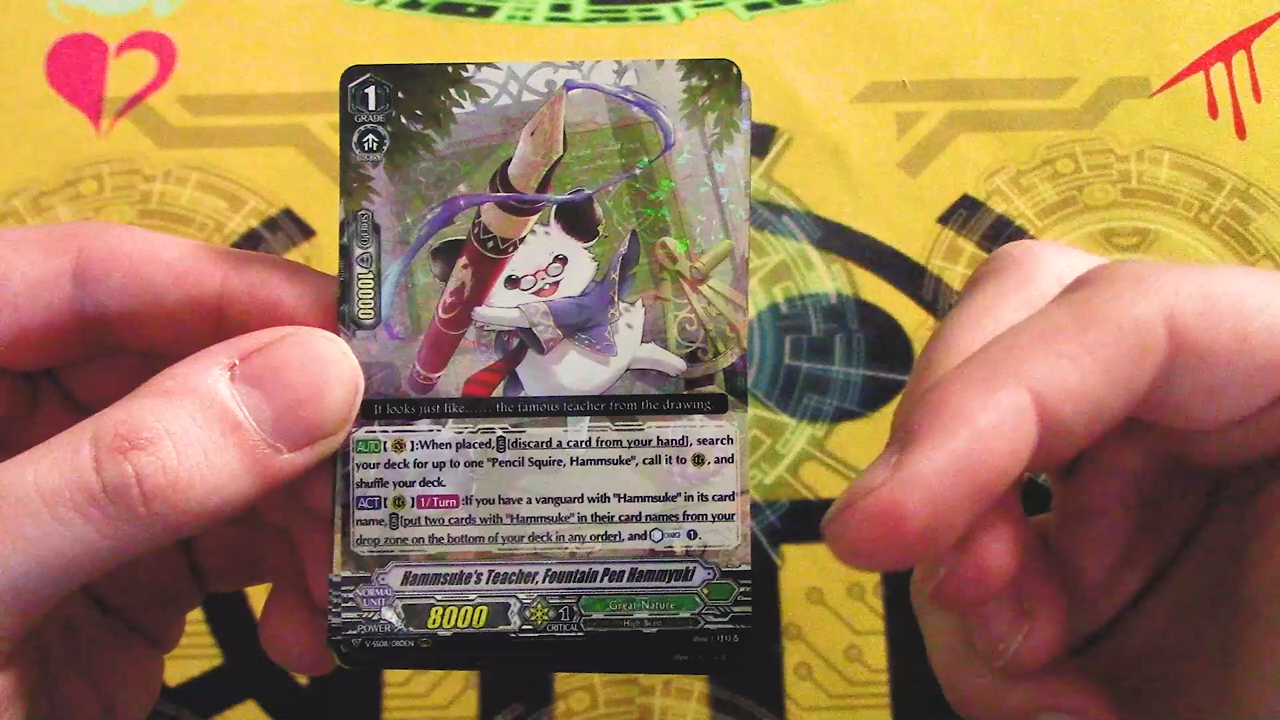 1
GRADE
BOOST
SHIELD 10000
It looks just like...... the famous teacher from the drawing.
AUTO [ ]:When placed, [discard a card from your hand], search
your deck for up to one "Pencil Squire, Hammsuke", call it to , and
shuffle your deck.
ACT [ ] 1/Turn :If you have a vanguard with "Hammsuke" in its card
name, [put two cards with "Hammsuke" in their card names from your
drop zone on the bottom of your deck in any order], and 1 .
Hammsuke's Teacher, Fountain Pen Hammyuki
NORMAL
UNIT
POWER 8000 1 CRITICAL
Great Nature
High Beast
V-SS08/080EN